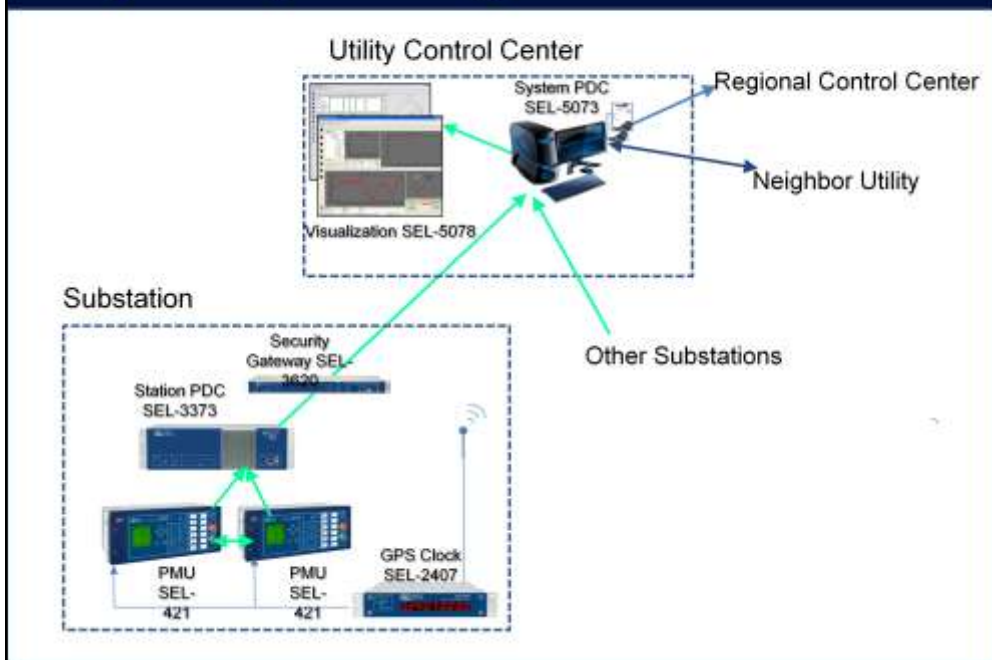 Utility Control Center
System PDC
SEL-5073
Regional Control Center
Neighbor Utility
Visualization SEL-5078
Substation
Security
Gateway SEL-
3620
Other Substations
Station PDC
SEL-3373
GPS Clock
SEL-2407
PMU
SEL-
421
PMU
SEL-
421